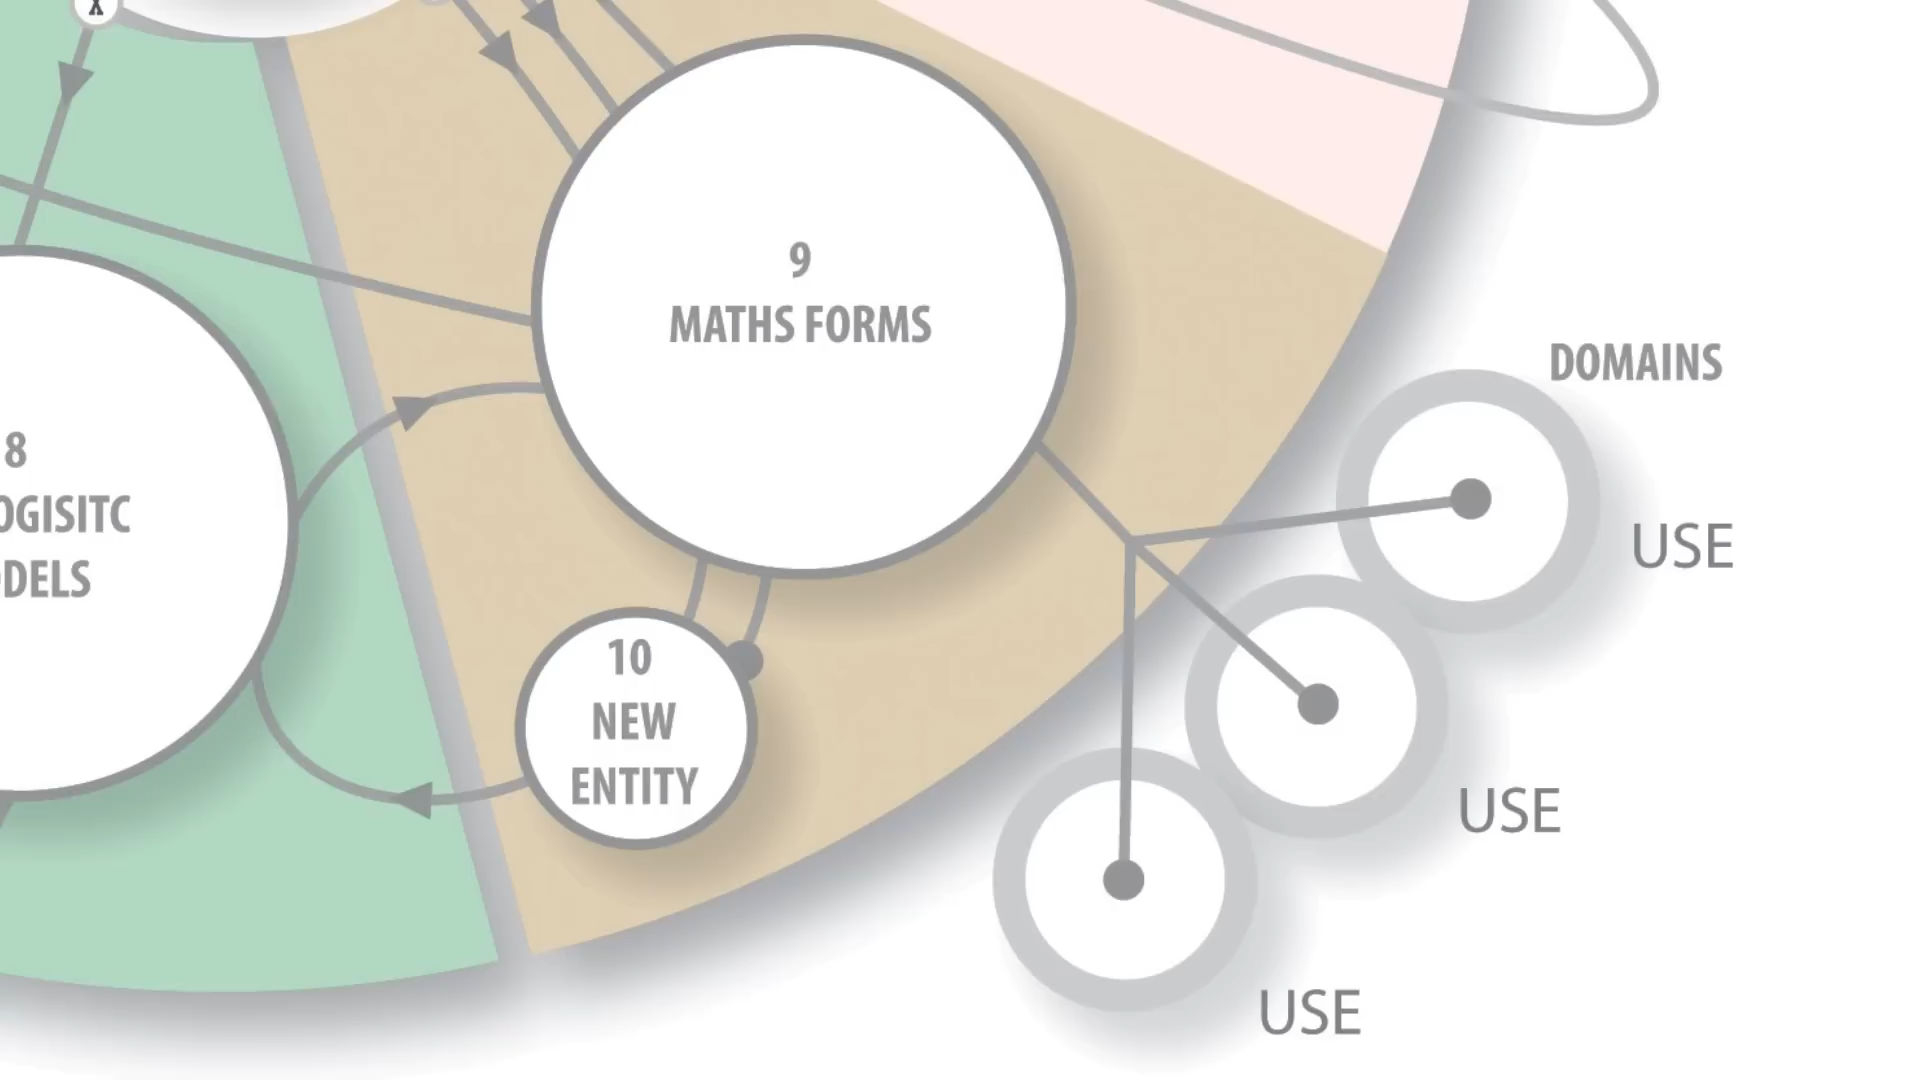 X
9
MATHS FORMS
DOMAINS
8
OGISITC
DELS
USE
10
NEW
ENTITY
USE
USE